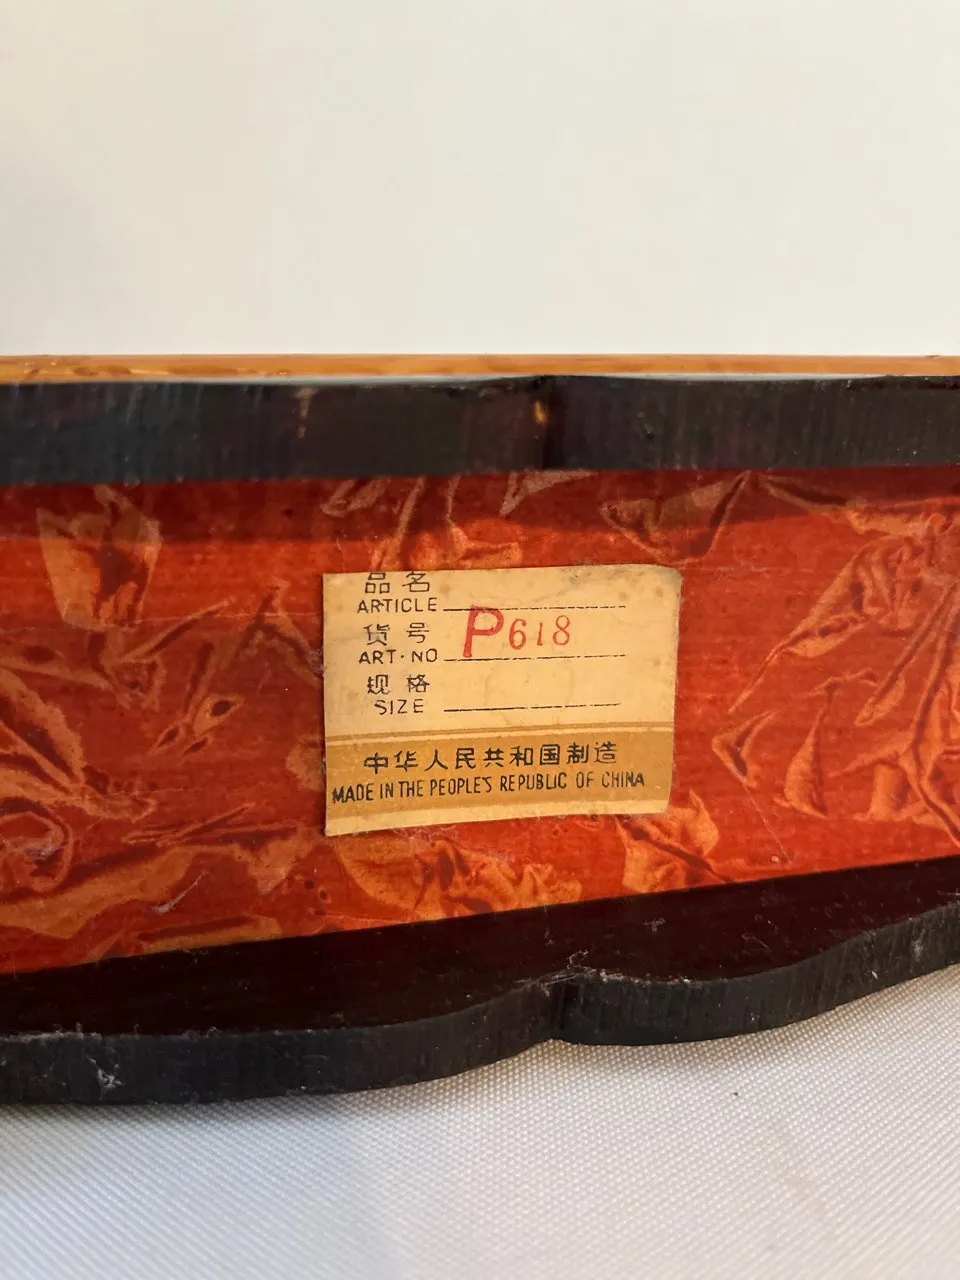 品名
ARTICLE
货号
ART·NO P618
规格
SIZE
中华人民共和国制造
MADE IN THE PEOPLE'S REPUBLIC OF CHINA